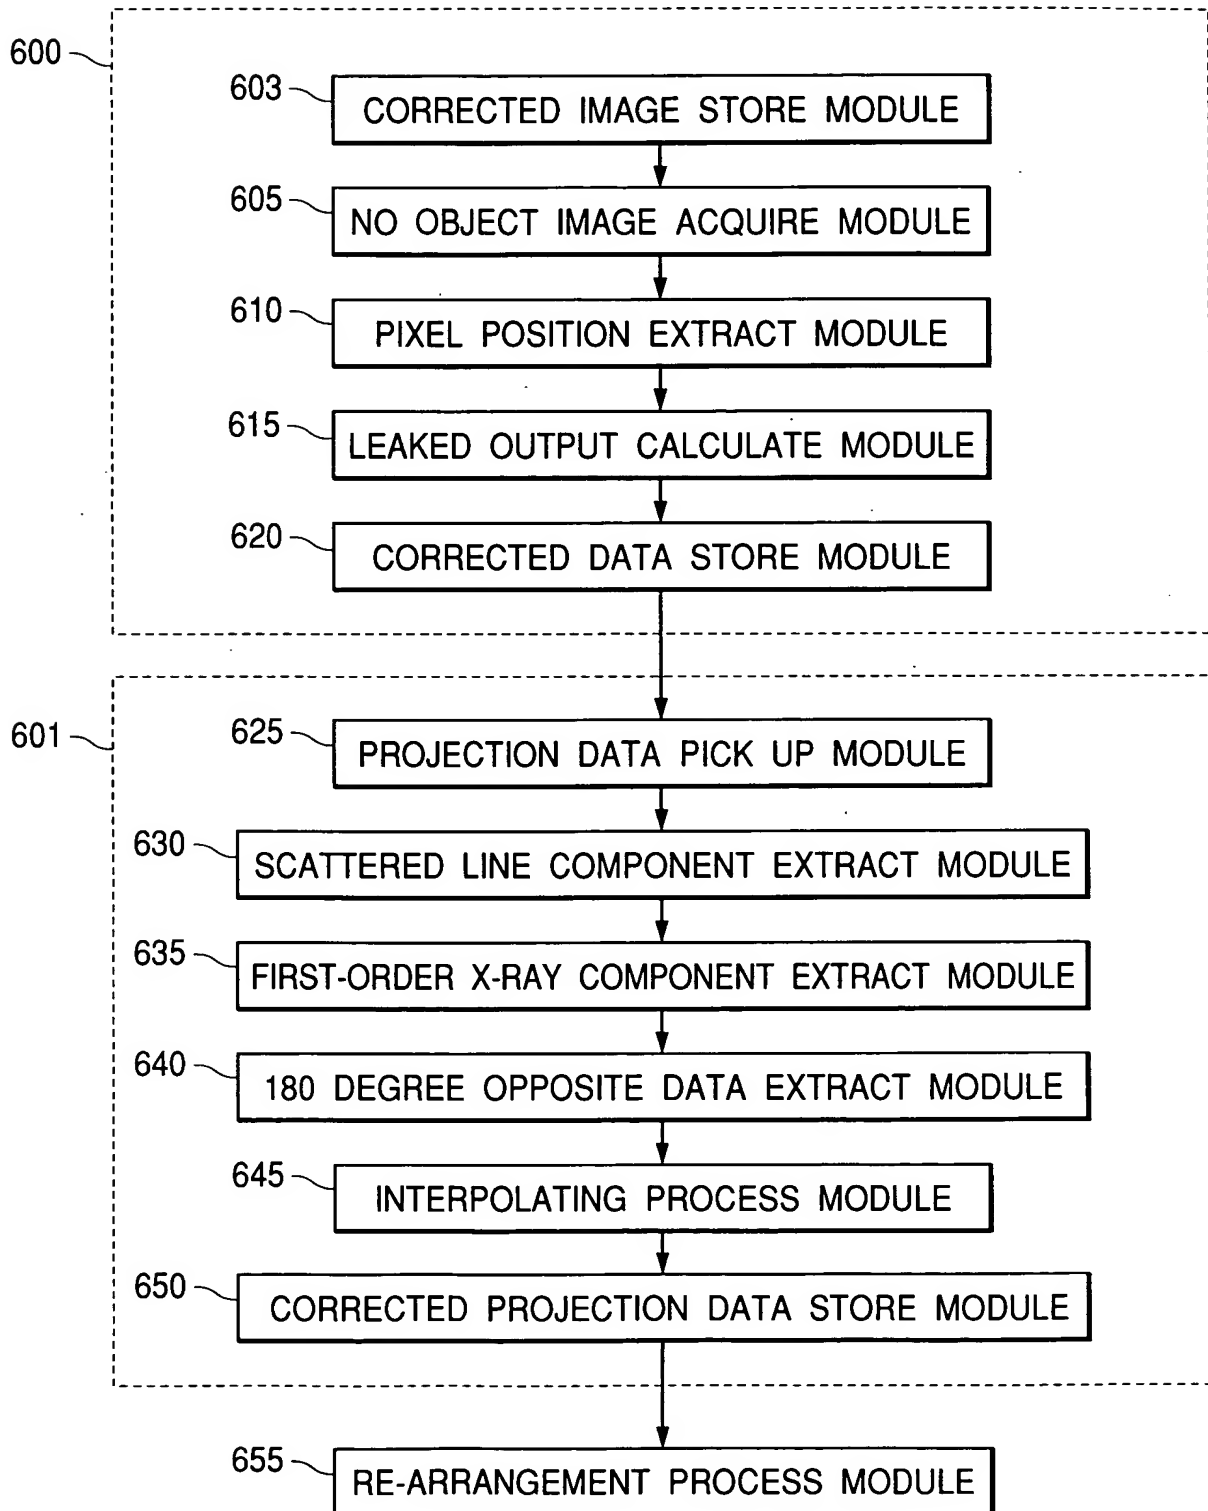 600
603
CORRECTED IMAGE STORE MODULE
605
NO OBJECT IMAGE ACQUIRE MODULE
610
PIXEL POSITION EXTRACT MODULE
615
LEAKED OUTPUT CALCULATE MODULE
620
CORRECTED DATA STORE MODULE
601
625
PROJECTION DATA PICK UP MODULE
630
SCATTERED LINE COMPONENT EXTRACT MODULE
635
FIRST-ORDER X-RAY COMPONENT EXTRACT MODULE
640
180 DEGREE OPPOSITE DATA EXTRACT MODULE
645
INTERPOLATING PROCESS MODULE
650
CORRECTED PROJECTION DATA STORE MODULE
655
RE-ARRANGEMENT PROCESS MODULE